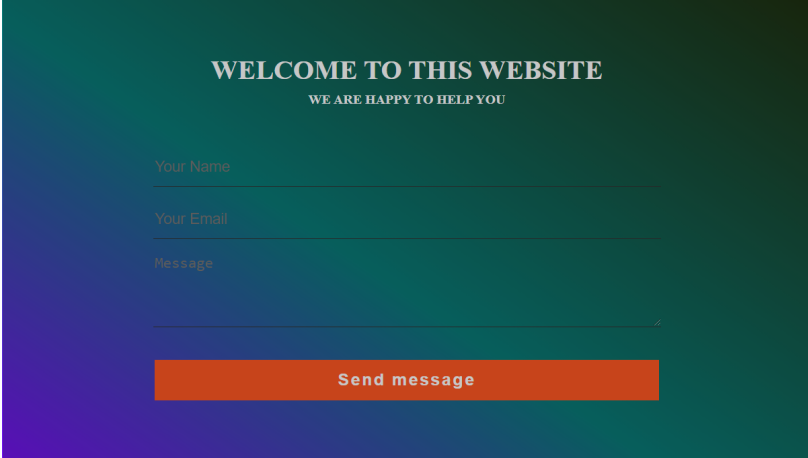 WELCOME TO THIS WEBSITE
WE ARE HAPPY TO HELP YOU
Your Name
Your Email
Message
Send message